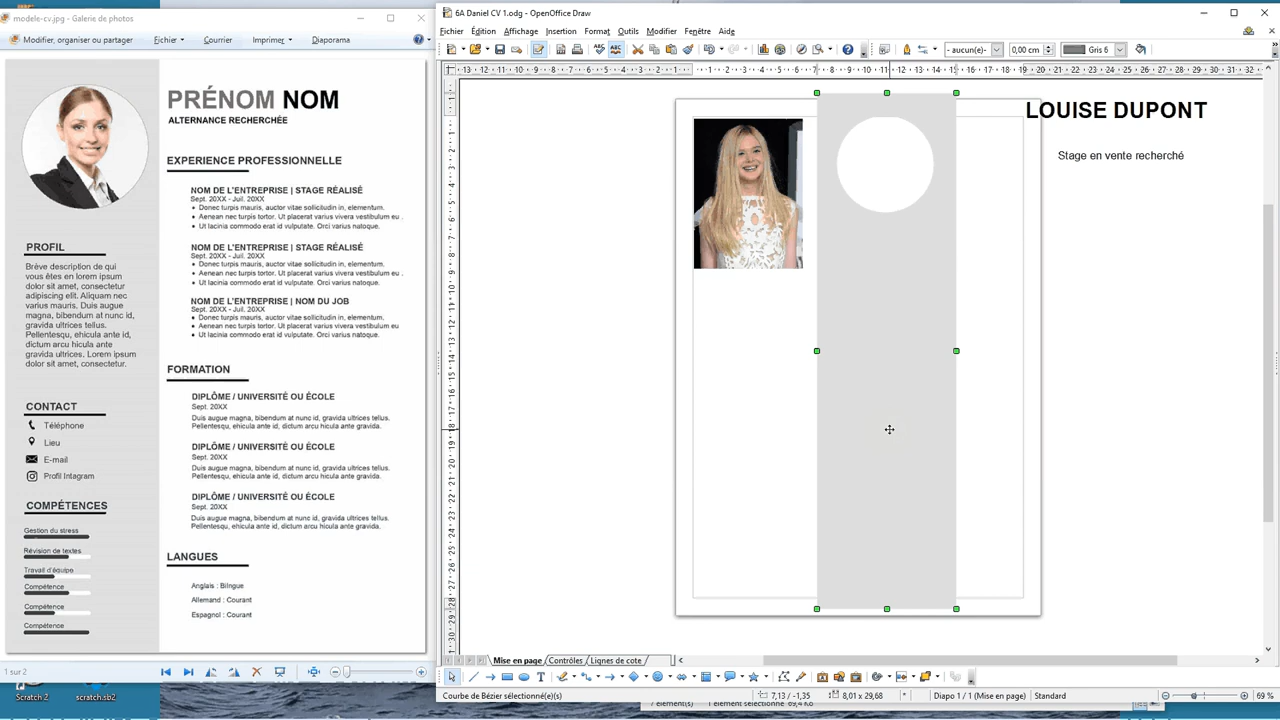 modele-cv.jpg - Galerie de photos
Modifier, organiser ou partager
Fichier
Courrier
Imprimer
Diaporama
PRÉNOM NOM
ALTERNANCE RECHERCHÉE
EXPERIENCE PROFESSIONNELLE
NOM DE L'ENTREPRISE | STAGE RÉALISÉ
Sept. 20XX - Juil. 20XX
Donec turpis mauris, auctor vitae sollicitudin in, elementum.
Aenean nec turpis tortor. Ut placerat varius vivera vestibulum eu .
Ut lacinia commodo erat id vulputate. Orci varius natoque.
NOM DE L'ENTREPRISE | STAGE RÉALISÉ
Sept. 20XX - Juil. 20XX
Donec turpis mauris, auctor vitae sollicitudin in, elementum.
Aenean nec turpis tortor. Ut placerat varius vivera vestibulum eu .
Ut lacinia commodo erat id vulputate. Orci varius natoque.
NOM DE L'ENTREPRISE | NOM DU JOB
Sept. 20XX - Juil. 20XX
Donec turpis mauris, auctor vitae sollicitudin in, elementum.
Aenean nec turpis tortor. Ut placerat varius vivera vestibulum eu
Ut lacinia commodo erat id vulputate. Orci varius natoque.
FORMATION
DIPLÔME / UNIVERSITÉ OU ÉCOLE
Sept. 20XX
Duis augue magna, bibendum at nunc id, gravida ultrices tellus.
Pellentesqu, ehicula ante id, dictum arcu hicula ante gravida.
DIPLÔME / UNIVERSITÉ OU ÉCOLE
Sept. 20XX
Duis augue magna, bibendum at nunc id, gravida ultrices tellus.
Pellentesqu, ehicula ante id, dictum arcu hicula ante gravida.
DIPLÔME / UNIVERSITÉ OU ÉCOLE
Sept. 20XX
Duis augue magna, bibendum at nunc id, gravida ultrices tellus.
Pellentesqu, ehicula ante id, dictum arcu hicula ante gravida.
LANGUES
Anglais : Bilngue
Allemand : Courant
Espagnol : Courant
PROFIL
Brève description de qui
vous êtes en lorem ipsum
dolor sit amet, consectetur
adipiscing elit. Aliquam nec
varius mauris. Duis augue
magna, bibendum at nunc id,
gravida ultrices tellus.
Pellentesqu, ehicula ante id,
dictum arcu hicula ante
gravida ultrices. Lorem ipsum
dolor sit amet, consectetur.
CONTACT
Téléphone
Lieu
E-mail
Profil Intagram
COMPÉTENCES
Gestion du stress
Révision de textes
Travail d'équipe
Compétence
Compétence
Compétence
1 sur 2
Scratch 2
scratch.sb2
6A Daniel CV 1.odg - OpenOffice Draw
Fichier Édition Affichage Insertion Format Outils Modifier Fenêtre Aide
- aucun(e)-
0,00 cm
Gris 6
LOUISE DUPONT
Stage en vente recherché
Mise en page
Contrôles
Lignes de cote
Courbe de Bézier sélectionné(e)(s)
7,13 / -1,35
8,01 x 29,68
*
Diapo 1 / 1 (Mise en page)
Standard
69 %